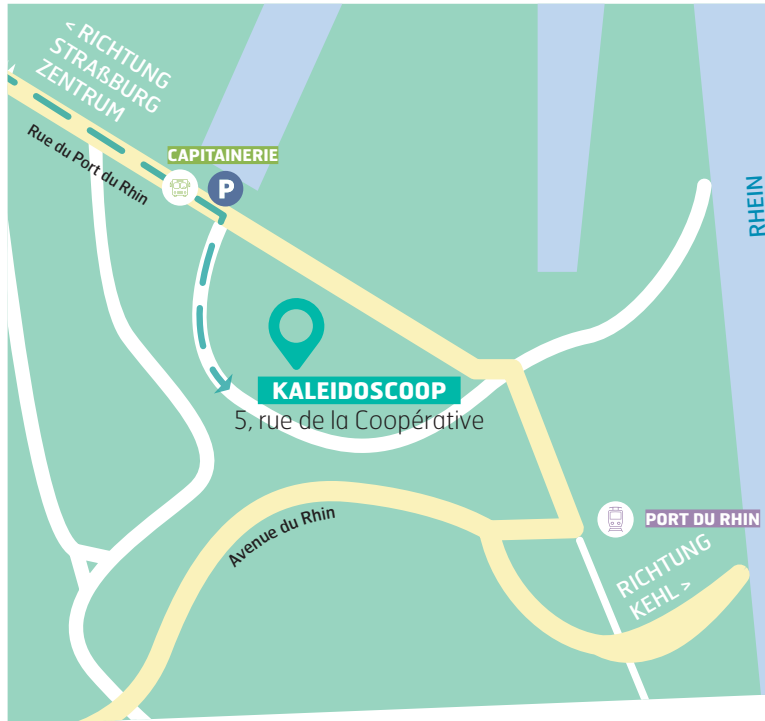 < RICHTUNG
STRAßBURG
ZENTRUM
Rue du Port du Rhin
CAPITAINERIE
P
RHEIN
KALEIDOSCOOP
5, rue de la Coopérative
Avenue du Rhin
PORT DU RHIN
RICHTUNG
KEHL >